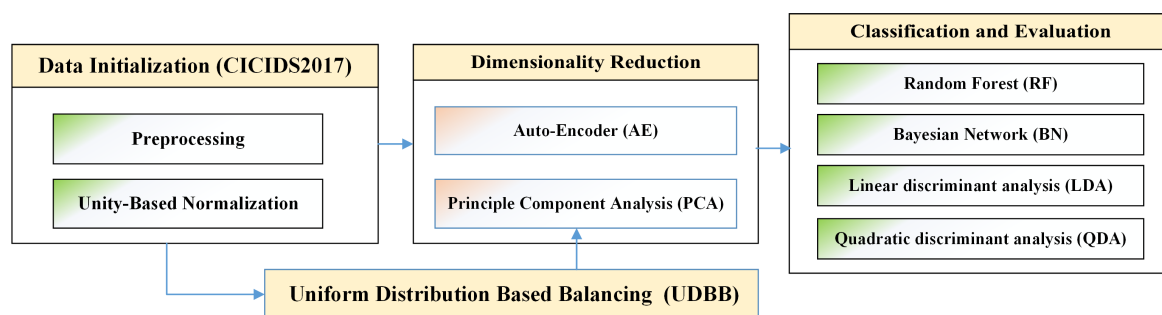 Data Initialization (CICIDS2017)
Preprocessing
Unity-Based Normalization
Dimensionality Reduction
Auto-Encoder (AE)
Principle Component Analysis (PCA)
Uniform Distribution Based Balancing (UDBB)
Classification and Evaluation
Random Forest (RF)
Bayesian Network (BN)
Linear discriminant analysis (LDA)
Quadratic discriminant analysis (QDA)